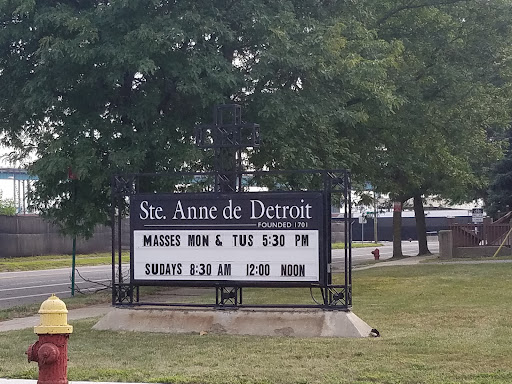 Ste. Anne de Detroit
FOUNDED 1701
MASSES MON & TUS 5:30 PM
SUDAYS 8:30 AM 12:00 NOON